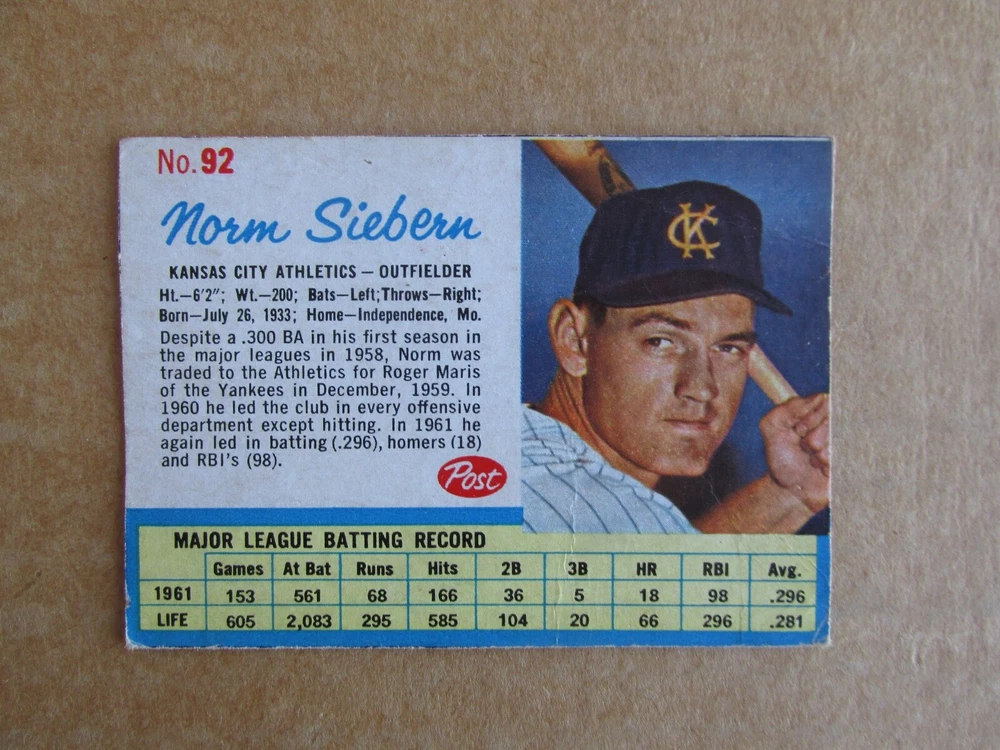 No. 92
Norm Siebern
KANSAS CITY ATHLETICS — OUTFIELDER
Ht.—6'2"; Wt.—200; Bats—Left; Throws—Right;
Born—July 26, 1933; Home—Independence, Mo.
Despite a .300 BA in his first season in
the major leagues in 1958, Norm was
traded to the Athletics for Roger Maris
of the Yankees in December, 1959. In
1960 he led the club in every offensive
department except hitting. In 1961 he
again led in batting (.296), homers (18)
and RBI's (98).
Post
KC
MAJOR LEAGUE BATTING RECORD
Games At Bat Runs Hits 2B 3B HR RBI Avg.
1961 153 561 68 166 36 5 18 98 .296
LIFE 605 2,083 295 585 104 20 66 296 .281